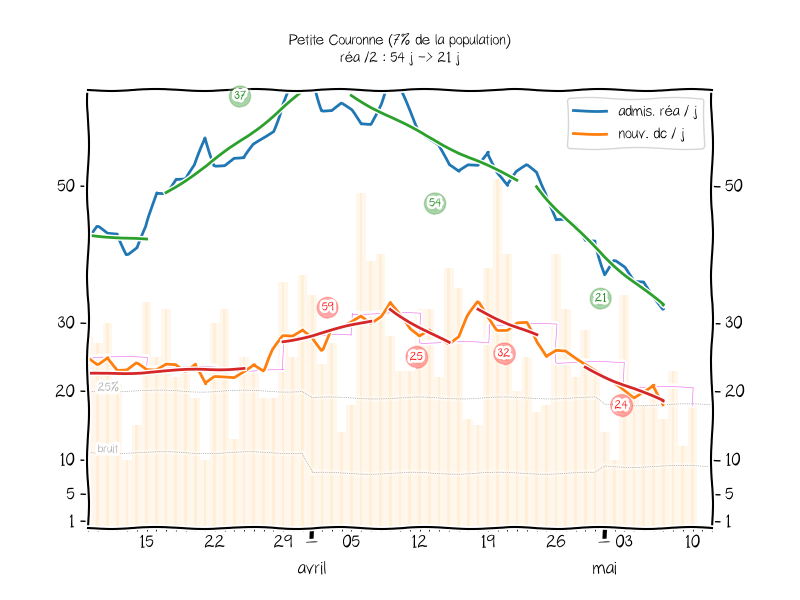 Petite Couronne (7% de la population)
réa /2 : 54 j -> 21 j
admis. réa / j
nouv. dc / j
37
54
21
59
25
32
24
25%
bruit
50
30
20
10
5
1
50
30
20
10
5
1
15 22 29 05 12 19 26 03 10
avril mai